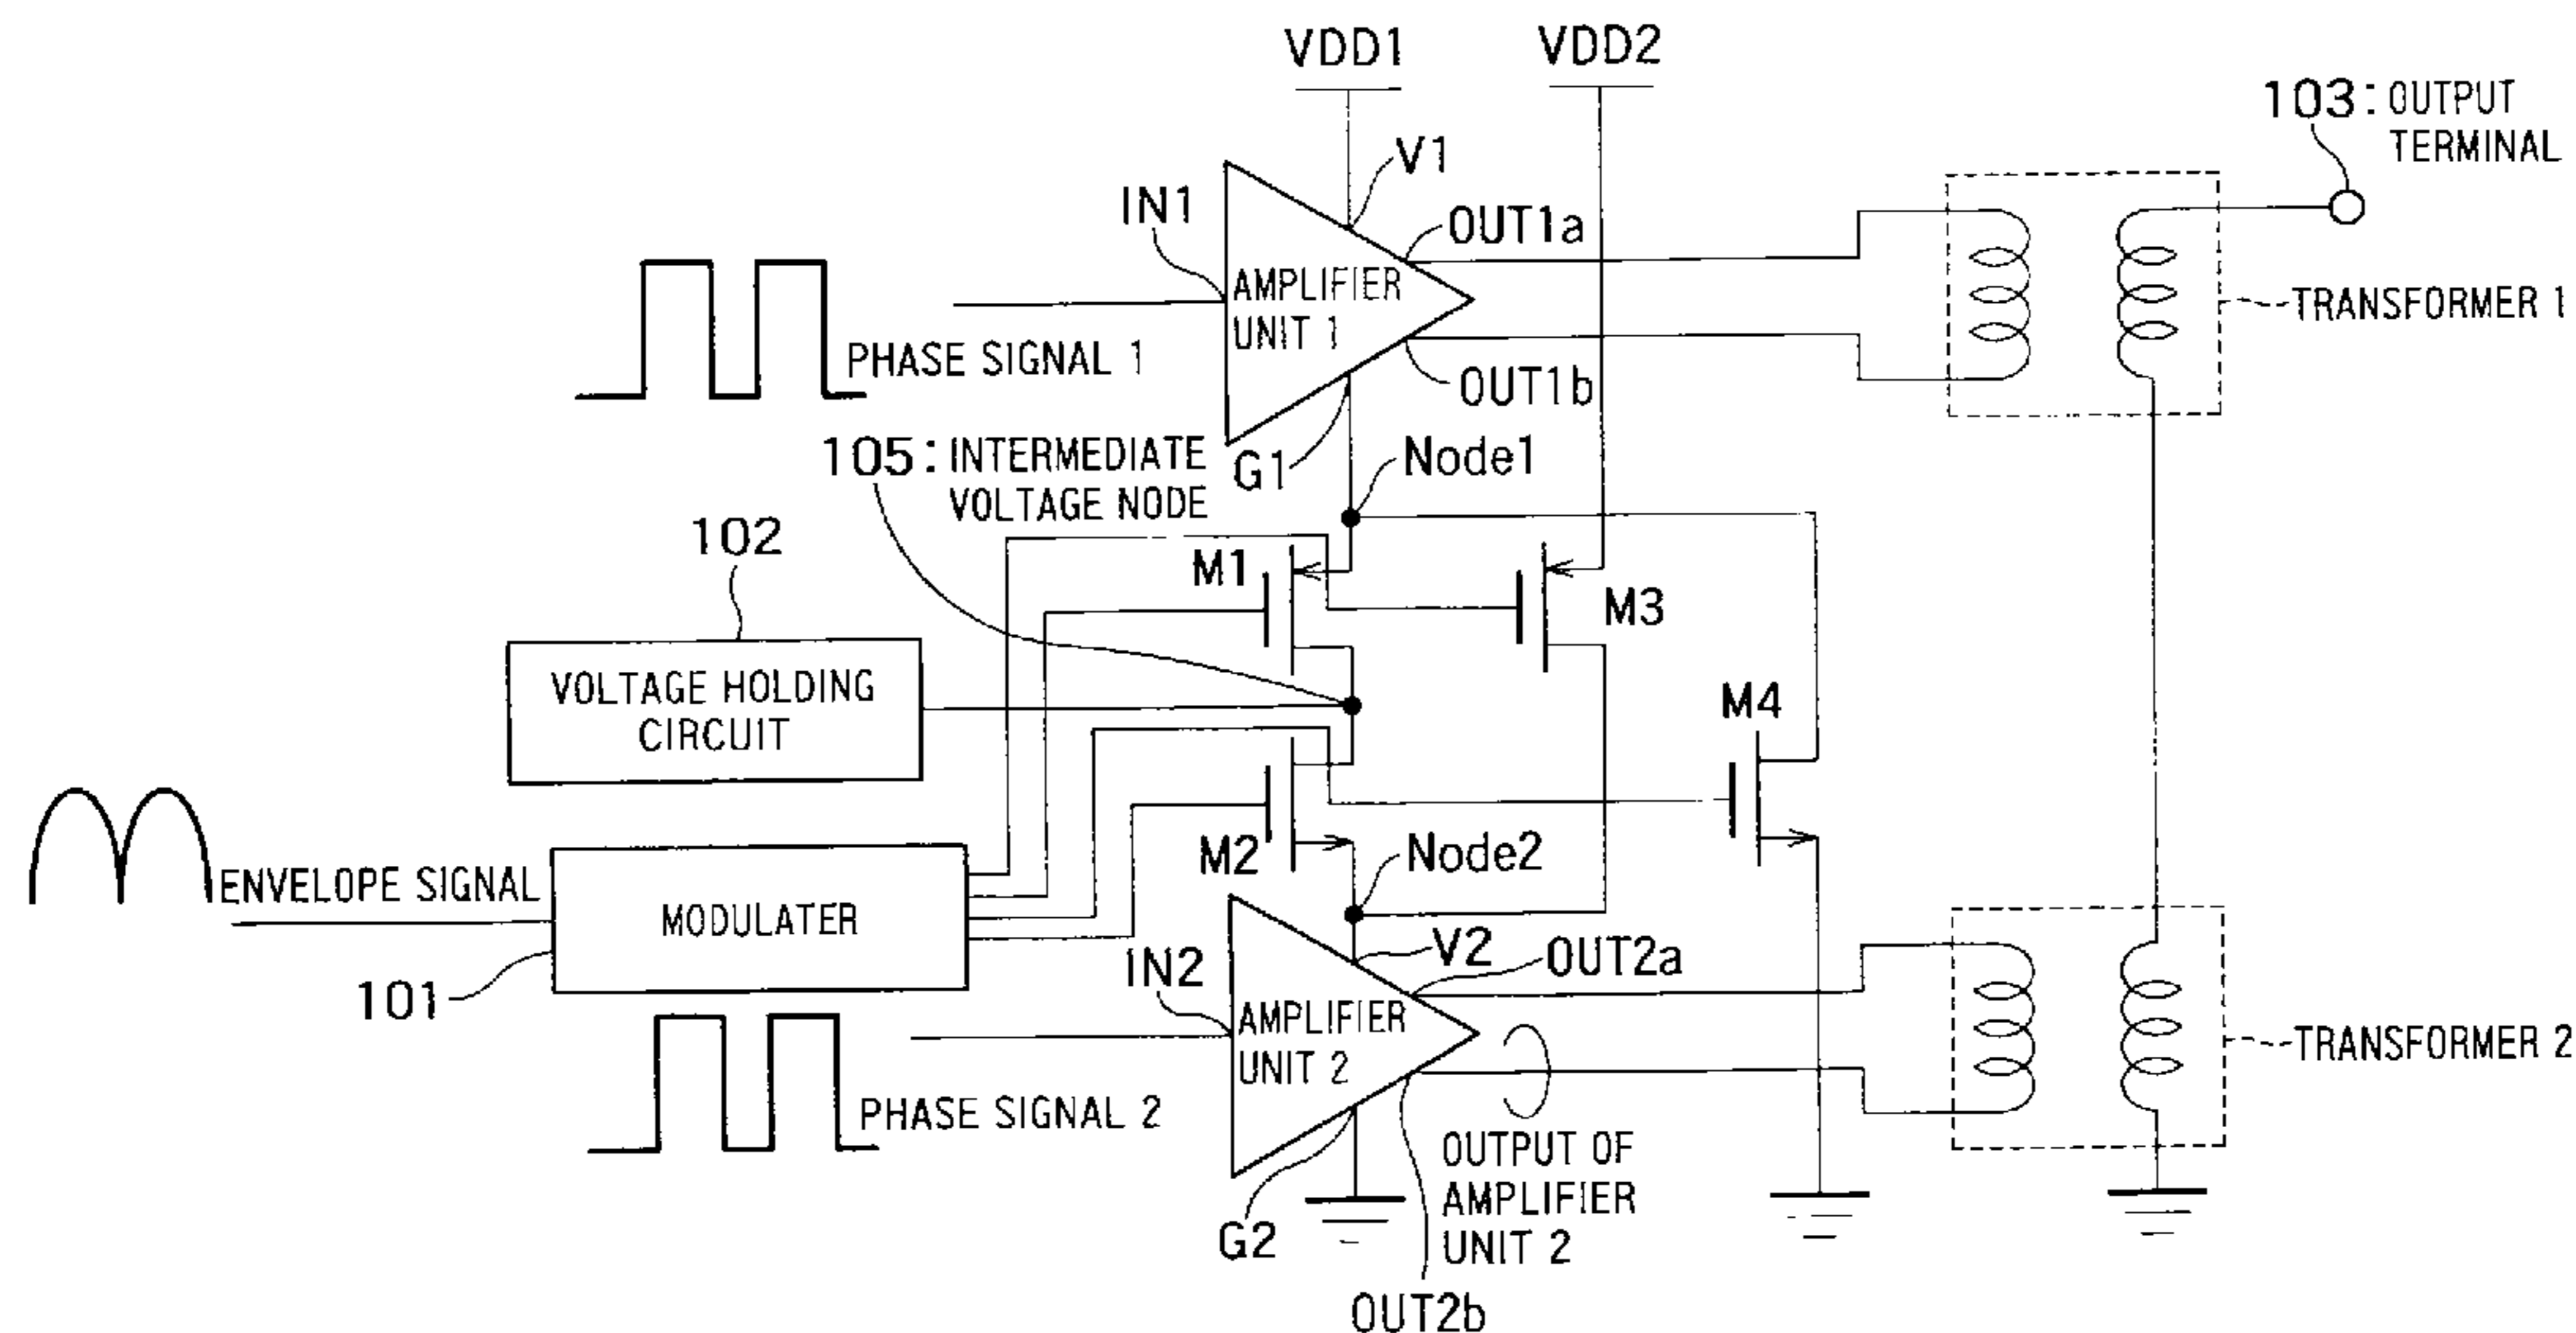 VDD1
VDD2
103: OUTPUT
TERMINAL
V1
IN1
OUT1a
AMPLIFIER
UNIT 1
TRANSFORMER 1
PHASE SIGNAL 1
OUT1b
105: INTERMEDIATE
VOLTAGE NODE
G1
Node1
102
M1
M3
VOLTAGE HOLDING
CIRCUIT
M4
M2
Node2
ENVELOPE SIGNAL
MODULATER
101
IN2
V2
OUT2a
AMPLIFIER
UNIT 2
TRANSFORMER 2
PHASE SIGNAL 2
G2
OUTPUT OF
AMPLIFIER
UNIT 2
OUT2b